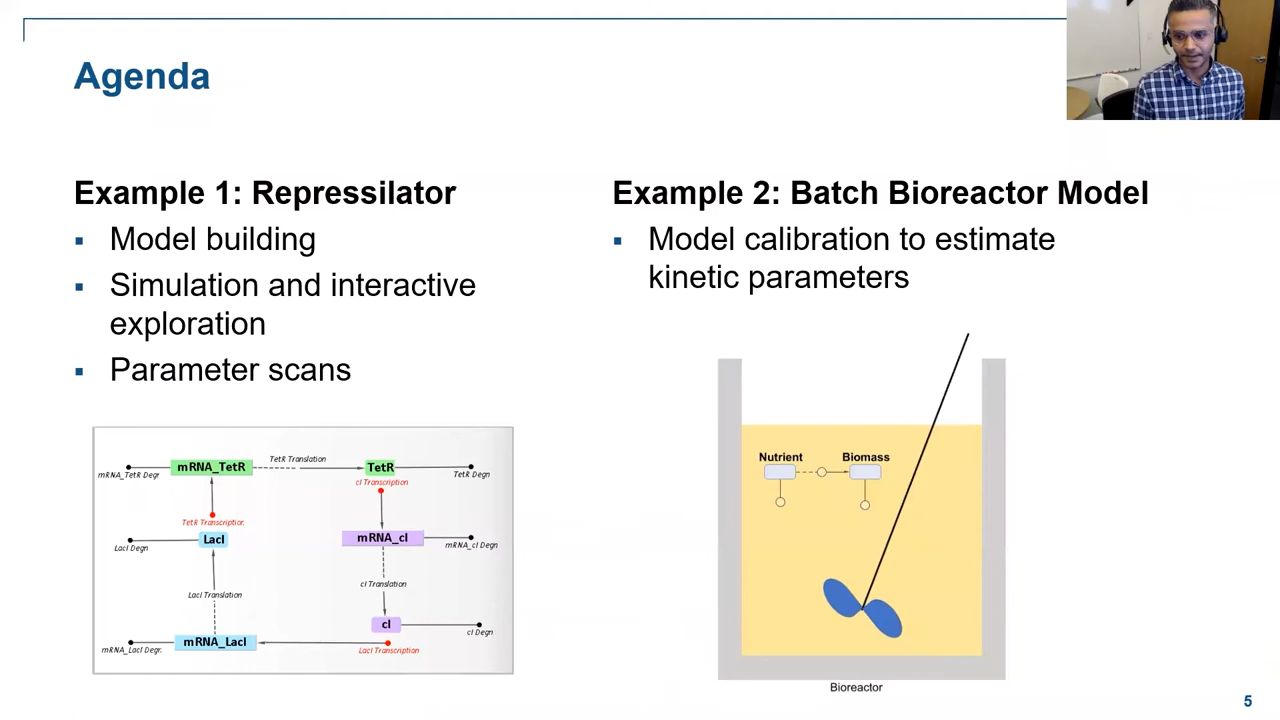 Agenda
Example 1: Repressilator
▪ Model building
▪ Simulation and interactive
exploration
▪ Parameter scans
mRNA_TetR
TetR Translation
TetR
mRNA_TetR Degr
cI Transcription
TetR Degn
TetR Transcription
LacI
mRNA_cI
LacI Degn
mRNA_cI Degn
cI Translation
LacI Translation
cI
cI Degn
mRNA_LacI
mRNA_LacI Degr.
LacI Transcription
Example 2: Batch Bioreactor Model
▪ Model calibration to estimate
kinetic parameters
Nutrient
Biomass
Bioreactor
5